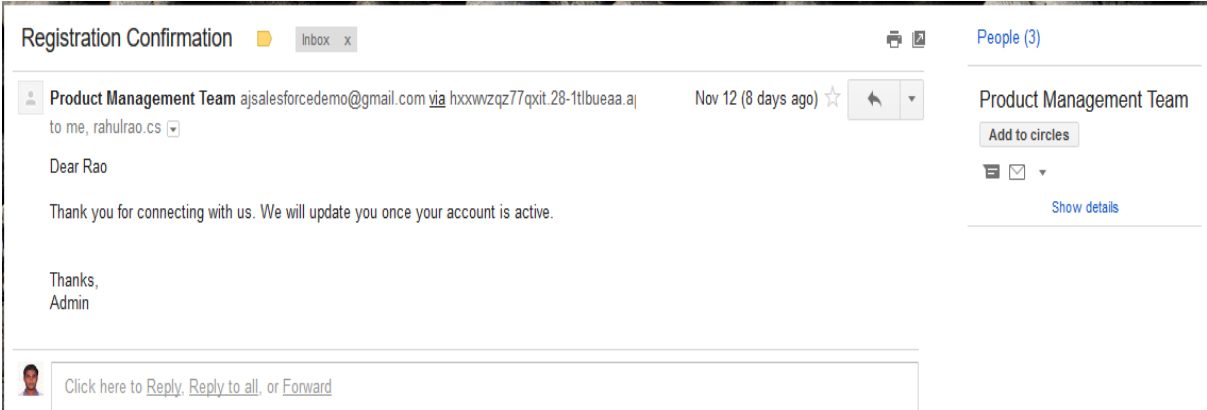 Registration Confirmation
Inbox x
People (3)
Product Management Team ajsalesforcedemo@gmail.com via hxxwvzqz77qxit.28-1tlbueaa.ap
Nov 12 (8 days ago)
to me, rahulrao.cs
Product Management Team
Add to circles
Show details
Dear Rao
Thank you for connecting with us. We will update you once your account is active.
Thanks,
Admin
Click here to Reply, Reply to all, or Forward